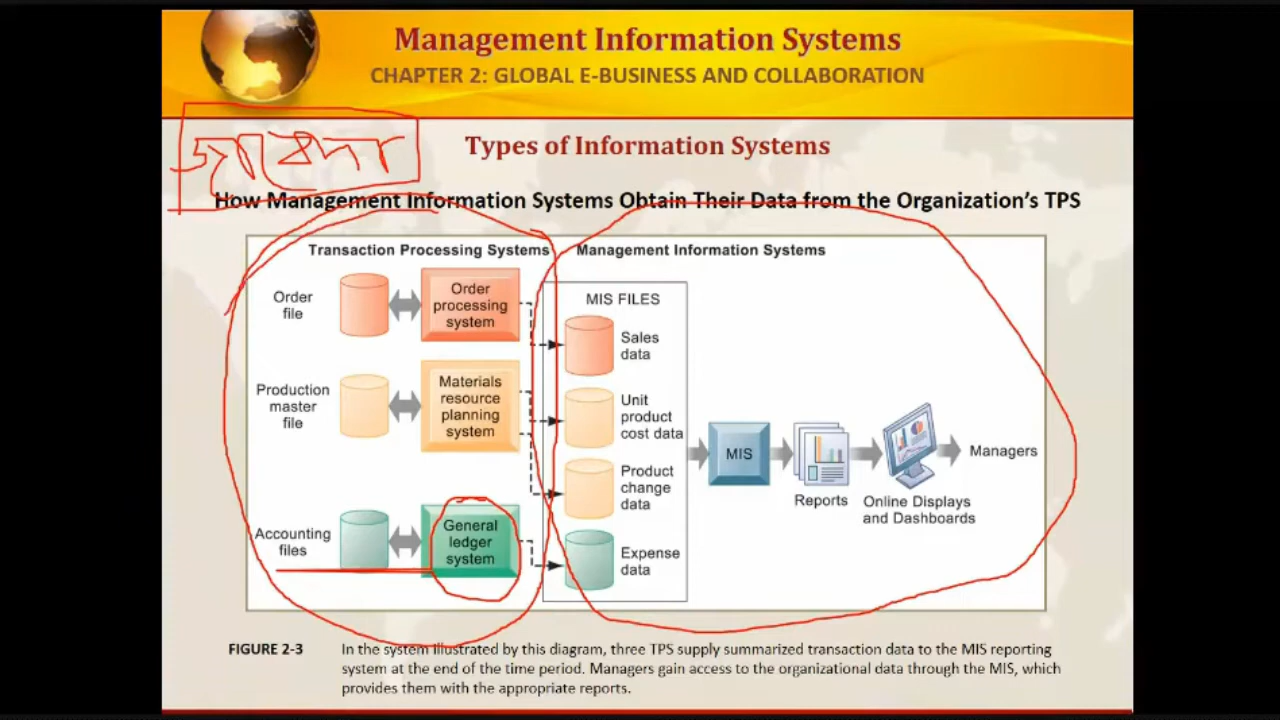 Management Information Systems
CHAPTER 2: GLOBAL E-BUSINESS AND COLLABORATION
Types of Information Systems
How Management Information Systems Obtain Their Data from the Organization's TPS
Transaction Processing Systems
Management Information Systems
Order
file
Order
processing
system
Production
master
file
Materials
resource
planning
system
Accounting
files
General
ledger
system
MIS FILES
Sales
data
Unit
product
cost data
Product
change
data
Expense
data
MIS
Reports
Online Displays
and Dashboards
Managers
FIGURE 2-3
In the system illustrated by this diagram, three TPS supply summarized transaction data to the MIS reporting
system at the end of the time period. Managers gain access to the organizational data through the MIS, which
provides them with the appropriate reports.